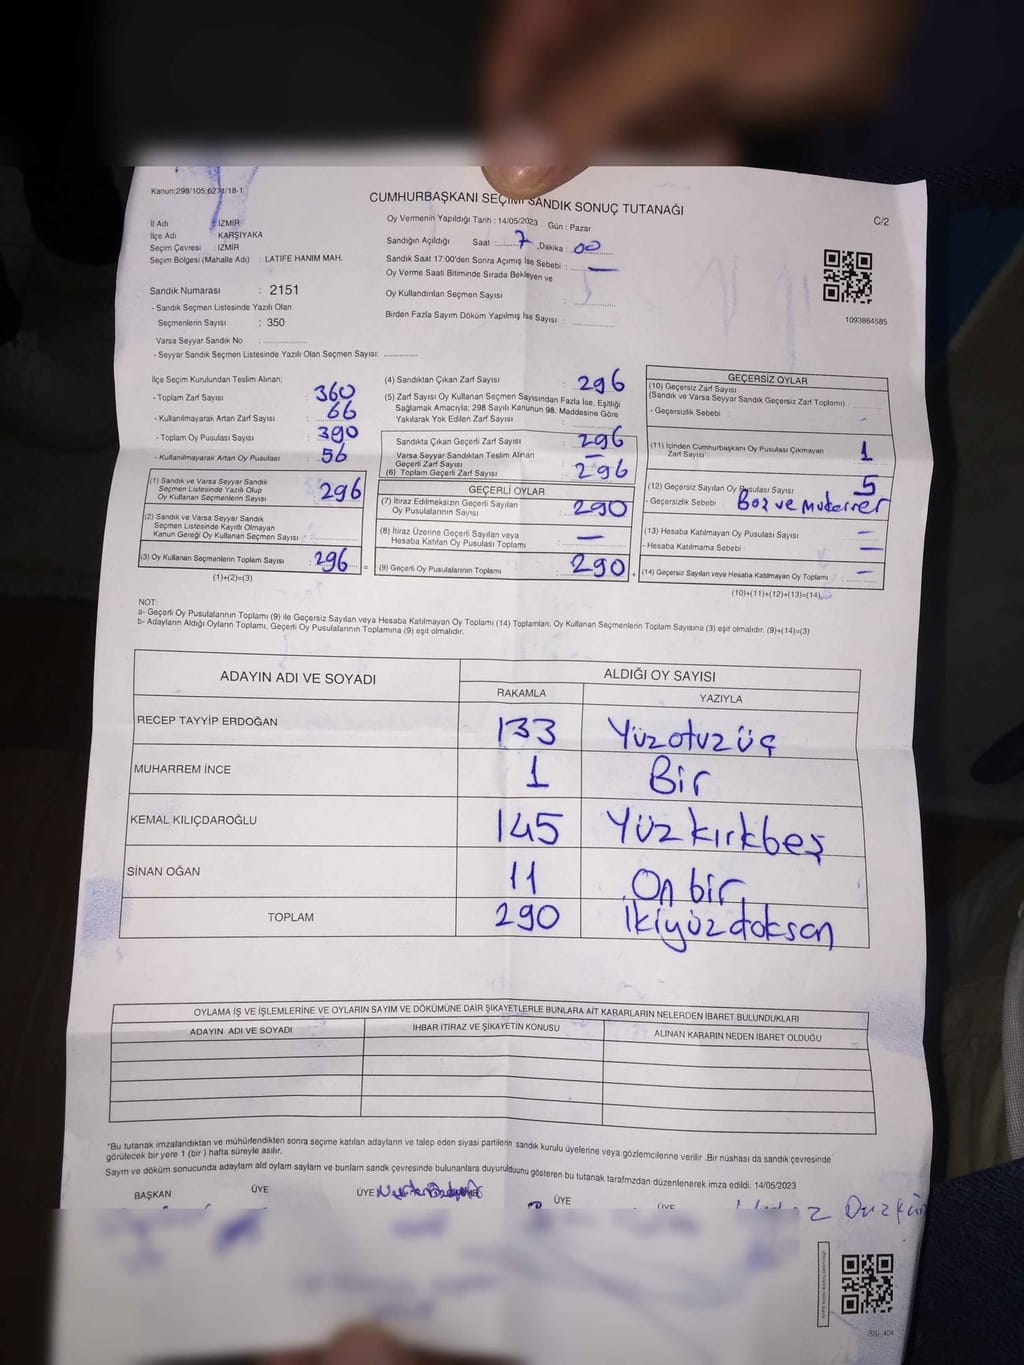 Kanun:298/105;6271/18-1
CUMHURBAŞKANI SEÇİMİ SANDIK SONUÇ TUTANAĞI
C/2
İl Adı : İZMİR
İlçe Adı : KARŞIYAKA
Seçim Çevresi : İZMİR
Seçim Bölgesi (Mahalle Adı) : LATİFE HANIM MAH.
Oy Vermenin Yapıldığı Tarih : 14/05/2023 Gün : Pazar
Sandığın Açıldığı Saat : 7 ,Dakika : 00
Sandık Saat 17:00'den Sonra Açımış İse Sebebi : —
Oy Verme Saati Bitiminde Sırada Bekleyen ve
Oy Kullandırılan Seçmen Sayısı :
Birden Fazla Sayım Döküm Yapılmış İse Sayısı :
1093864585
Sandık Numarası : 2151
- Sandık Seçmen Listesinde Yazılı Olan
Seçmenlerin Sayısı : 350
Varsa Seyyar Sandık No :
- Seyyar Sandık Seçmen Listesinde Yazılı Olan Seçmen Sayısı:
İlçe Seçim Kurulundan Teslim Alınan;
- Toplam Zarf Sayısı : 360
- Kullanılmayarak Artan Zarf Sayısı : 66
- Toplam Oy Pusulası Sayısı : 390
- Kullanılmayarak Artan Oy Pusulası : 56
(1) Sandık ve Varsa Seyyar Sandık
Seçmen Listesinde Yazılı Olup
Oy Kullanan Seçmenlerin Sayısı : 296
(2) Sandık ve Varsa Seyyar Sandık
Seçmen Listesinde Kayıtlı Olmayan
Kanun Gereği Oy Kullanan Seçmen Sayısı :
(3) Oy Kullanan Seçmenlerin Toplam Sayısı : 296
(1)+(2)=(3)
(4) Sandıktan Çıkan Zarf Sayısı : 296
(5) Zarf Sayısı Oy Kullanan Seçmen Sayısından Fazla İse, Eşitliği
Sağlamak Amacıyla; 298 Sayılı Kanunun 98. Maddesine Göre
Yakılarak Yok Edilen Zarf Sayısı :
Sandıkta Çıkan Geçerli Zarf Sayısı : 296
Varsa Seyyar Sandıktan Teslim Alınan
Geçerli Zarf Sayısı : —
(6) Toplam Geçerli Zarf Sayısı : 296
GEÇERLİ OYLAR
(7) İtiraz Edilmeksizin Geçerli Sayılan
Oy Pusulalarının Sayısı : 290
(8) İtiraz Üzerine Geçerli Sayılan veya
Hesaba Katılan Oy Pusulası Toplamı : —
= (9) Geçerli Oy Pusulalarının Toplamı : 290 +
GEÇERSİZ OYLAR
(10) Geçersiz Zarf Sayısı
(Sandık ve Varsa Seyyar Sandık Geçersiz Zarf Toplamı) :
- Geçersizlik Sebebi :
(11) İçinden Cumhurbaşkanı Oy Pusulası Çıkmayan
Zarf Sayısı : 1
(12) Geçersiz Sayılan Oy Pusulası Sayısı : 5
- Geçersizlik Sebebi :
(13) Hesaba Katılmayan Oy Pusulası Sayısı : —
- Hesaba Katılmama Sebebi : —
(14) Geçersiz Sayılan veya Hesaba Katılmayan Oy Toplamı : —
(10)+(11)+(12)+(13)=(14)
NOT:
a- Geçerli Oy Pusulalarının Toplamı (9) ile Geçersiz Sayılan veya Hesaba Katılmayan Oy Toplamı (14) Toplamları, Oy Kullanan Seçmenlerin Toplam Sayısına (3) eşit olmalıdır. (9)+(14)=(3)
b- Adayların Aldığı Oyların Toplamı, Geçerli Oy Pusulalarının Toplamına (9) eşit olmalıdır.
ADAYIN ADI VE SOYADI
ALDIĞI OY SAYISI
RAKAMLA YAZIYLA
RECEP TAYYİP ERDOĞAN 133 Yüzotuzüç
MUHARREM İNCE 1 Bir
KEMAL KILIÇDAROĞLU 145 Yüzkırkbeş
SİNAN OĞAN 11 On bir
TOPLAM 290 ikiyüzdoksan
OYLAMA İŞ VE İŞLEMLERİNE VE OYLARIN SAYIM VE DÖKÜMÜNE DAİR ŞİKAYETLERLE BUNLARA AİT KARARLARIN NELERDEN İBARET BULUNDUKLARI
ADAYIN ADI VE SOYADI İHBAR İTİRAZ VE ŞİKAYETİN KONUSU ALINAN KARARIN NEDEN İBARET OLDUĞU
*Bu tutanak imzalandıktan ve mühürlendikten sonra seçime katılan adayların ve talep eden siyasi partilerin sandık kurulu üyelerine veya gözlemcilerine verilir .Bir nüshası da sandık çevresinde
görülecek bir yere 1 (bir ) hafta süreyle asılır.
Sayım ve döküm sonucunda adayların ald oyların sayların ve bunların sandk çevresinde bulunanlara duyurulduunu gösteren bu tutanak tarafmzdan düzenlenerek imza edildi. 14/05/2023
BAŞKAN ÜYE ÜYE ÜYE ÜYE
SSİ_404